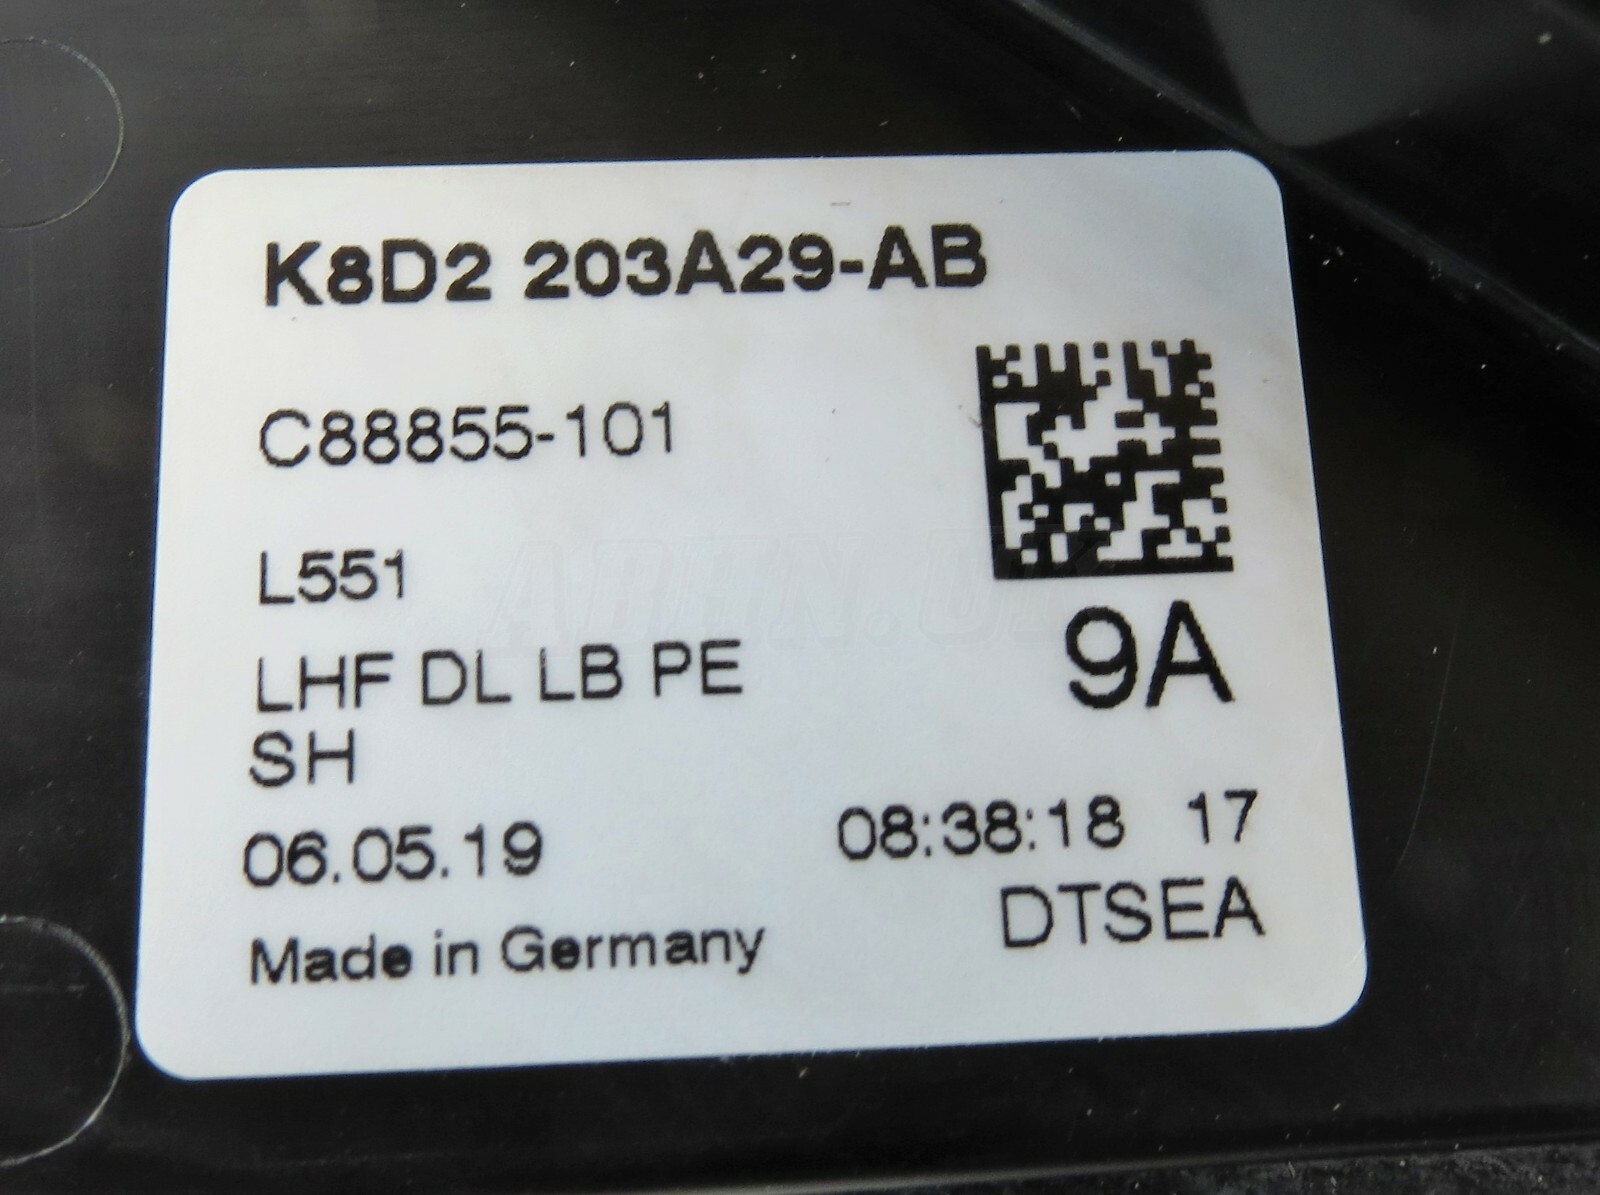 K8D2 203A29-AB
C88855-101
L551
9A
LHF DL LB PE
SH
06.05.19 08:38:18 17
DTSEA
Made in Germany